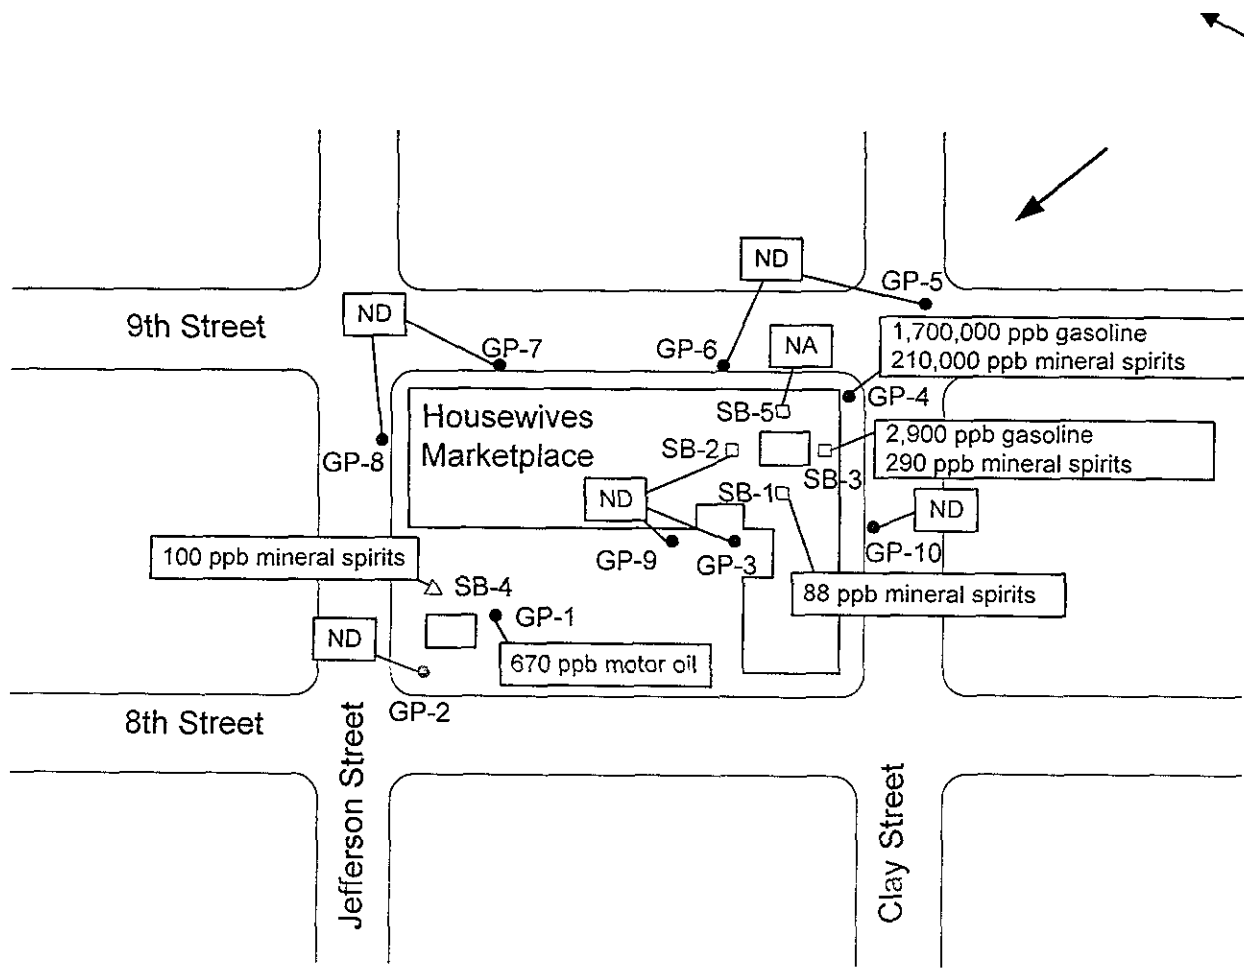 ND
GP-5
9th Street
ND
GP-7
GP-6
NA
1,700,000 ppb gasoline
210,000 ppb mineral spirits
GP-4
Housewives
Marketplace
SB-5
2,900 ppb gasoline
290 ppb mineral spirits
GP-8
SB-2
SB-3
ND
SB-1
ND
100 ppb mineral spirits
GP-9
GP-3
GP-10
SB-4
88 ppb mineral spirits
GP-1
ND
670 ppb motor oil
GP-2
8th Street
Jefferson Street
Clay Street